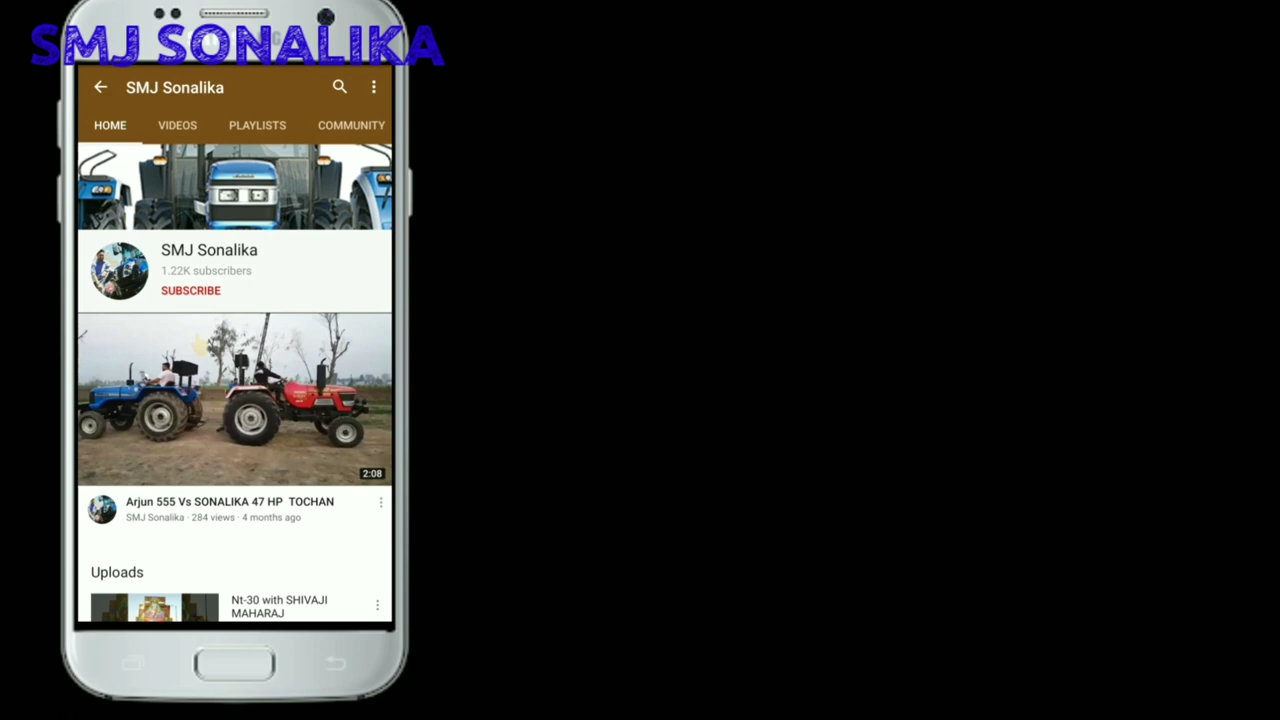 SMJ SONALIKA
SMJ Sonalika
HOME VIDEOS PLAYLISTS COMMUNITY
SMJ Sonalika
1.22K subscribers
SUBSCRIBE
2:08
Arjun 555 Vs SONALIKA 47 HP TOCHAN
SMJ Sonalika · 284 views · 4 months ago
Uploads
Nt-30 with SHIVAJI
MAHARAJ